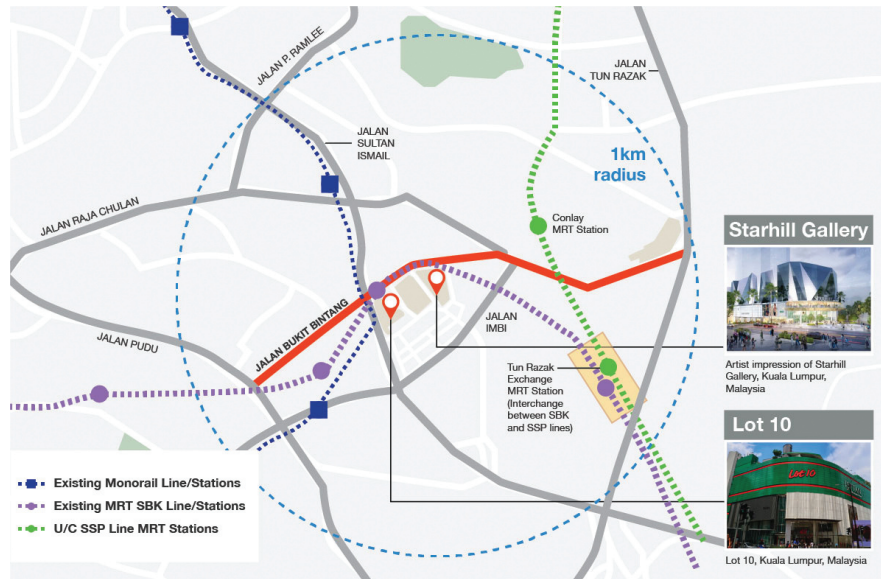 JALAN P. RAMLEE
JALAN
TUN RAZAK
JALAN
SULTAN
ISMAIL
1km
radius
JALAN RAJA CHULAN
Conlay
MRT Station
Starhill Gallery
JALAN BUKIT BINTANG
JALAN
IMBI
JALAN PUDU
Artist impression of Starhill
Gallery, Kuala Lumpur,
Malaysia
Tun Razak
Exchange
MRT Station
(Interchange
between SBK
and SSP lines)
Lot 10
Lot 10
Existing Monorail Line/Stations
Existing MRT SBK Line/Stations
U/C SSP Line MRT Stations
Lot 10, Kuala Lumpur, Malaysia